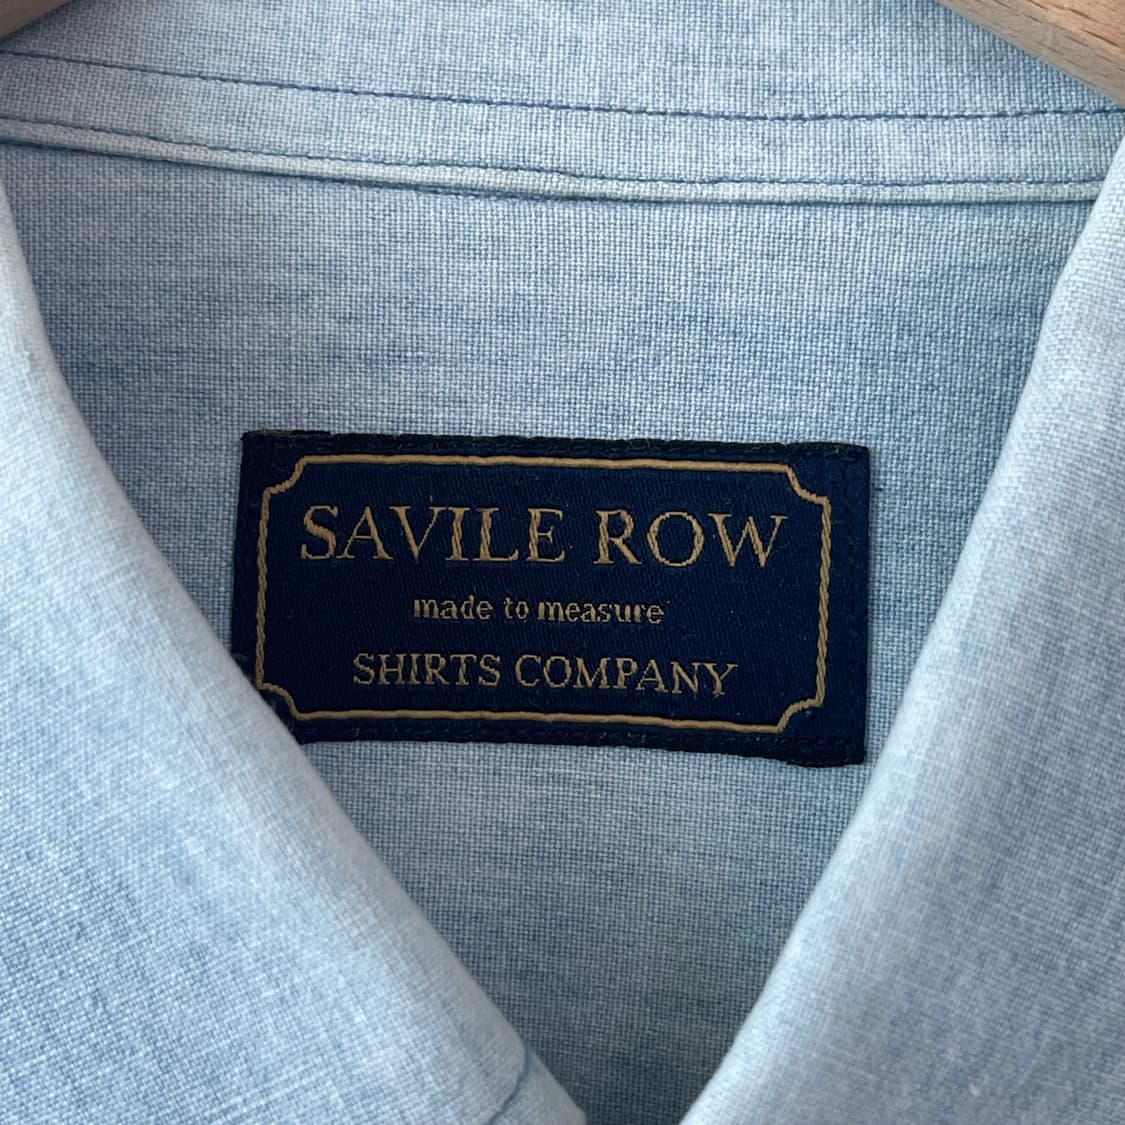 SAVILE ROW
made to measure
SHIRTS COMPANY